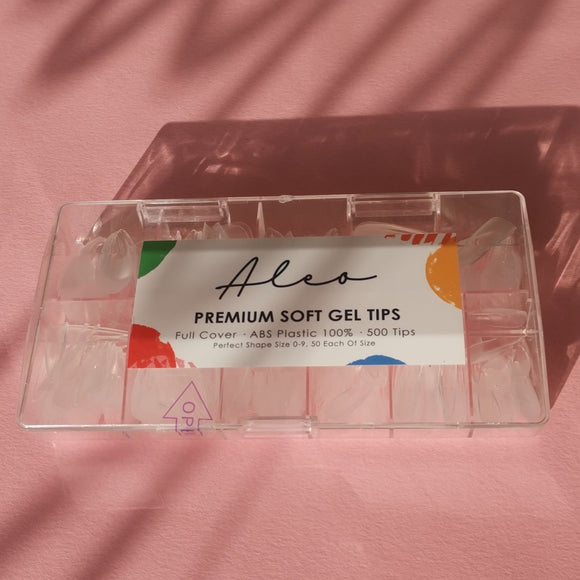 Aleo
PREMIUM SOFT GEL TIPS
Full Cover · ABS Plastic 100% · 500 Tips
Perfect Shape Size 0-9, 50 Each Of Size